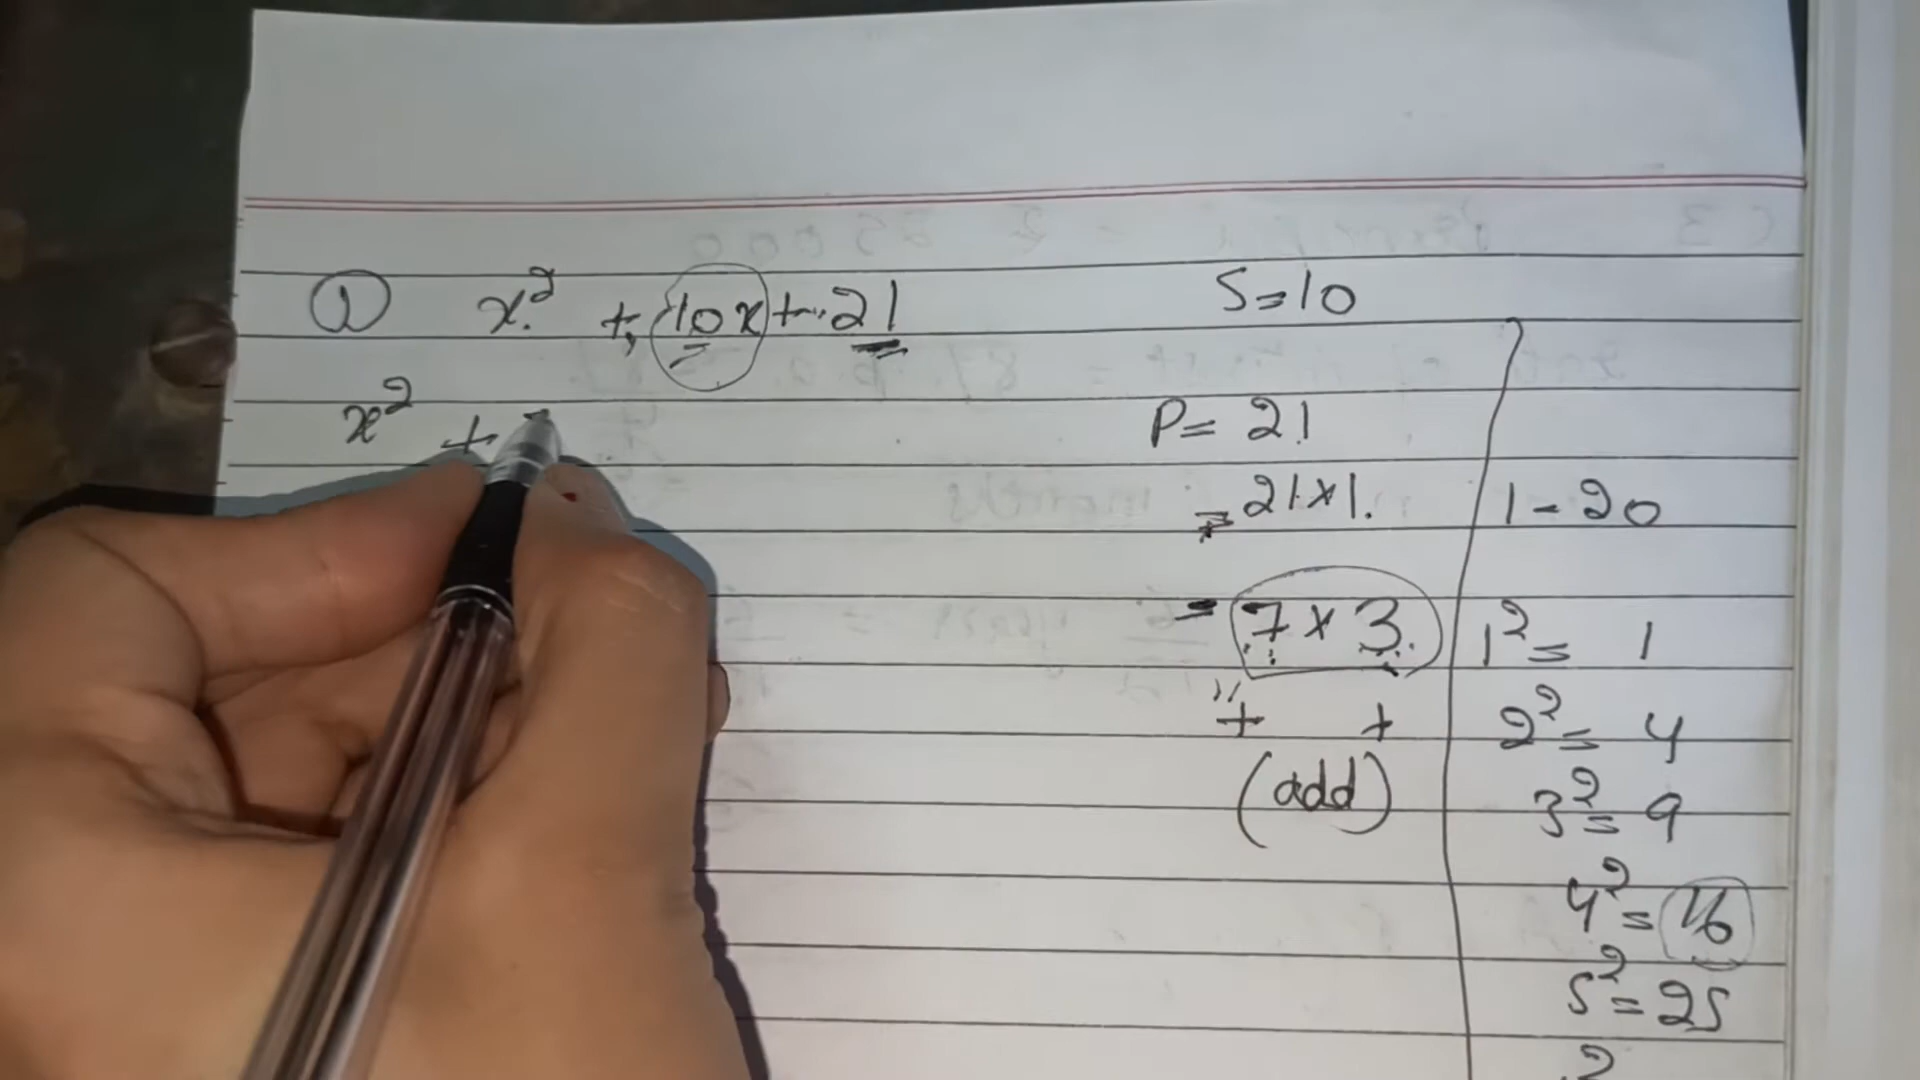 ① x² + 10x + 21
x² +
S = 10
P = 21
= 21 × 1
= 7 × 3
+ +
(add)
1 - 20
1² = 1
2² = 4
3² = 9
4² = 16
5² = 25
2